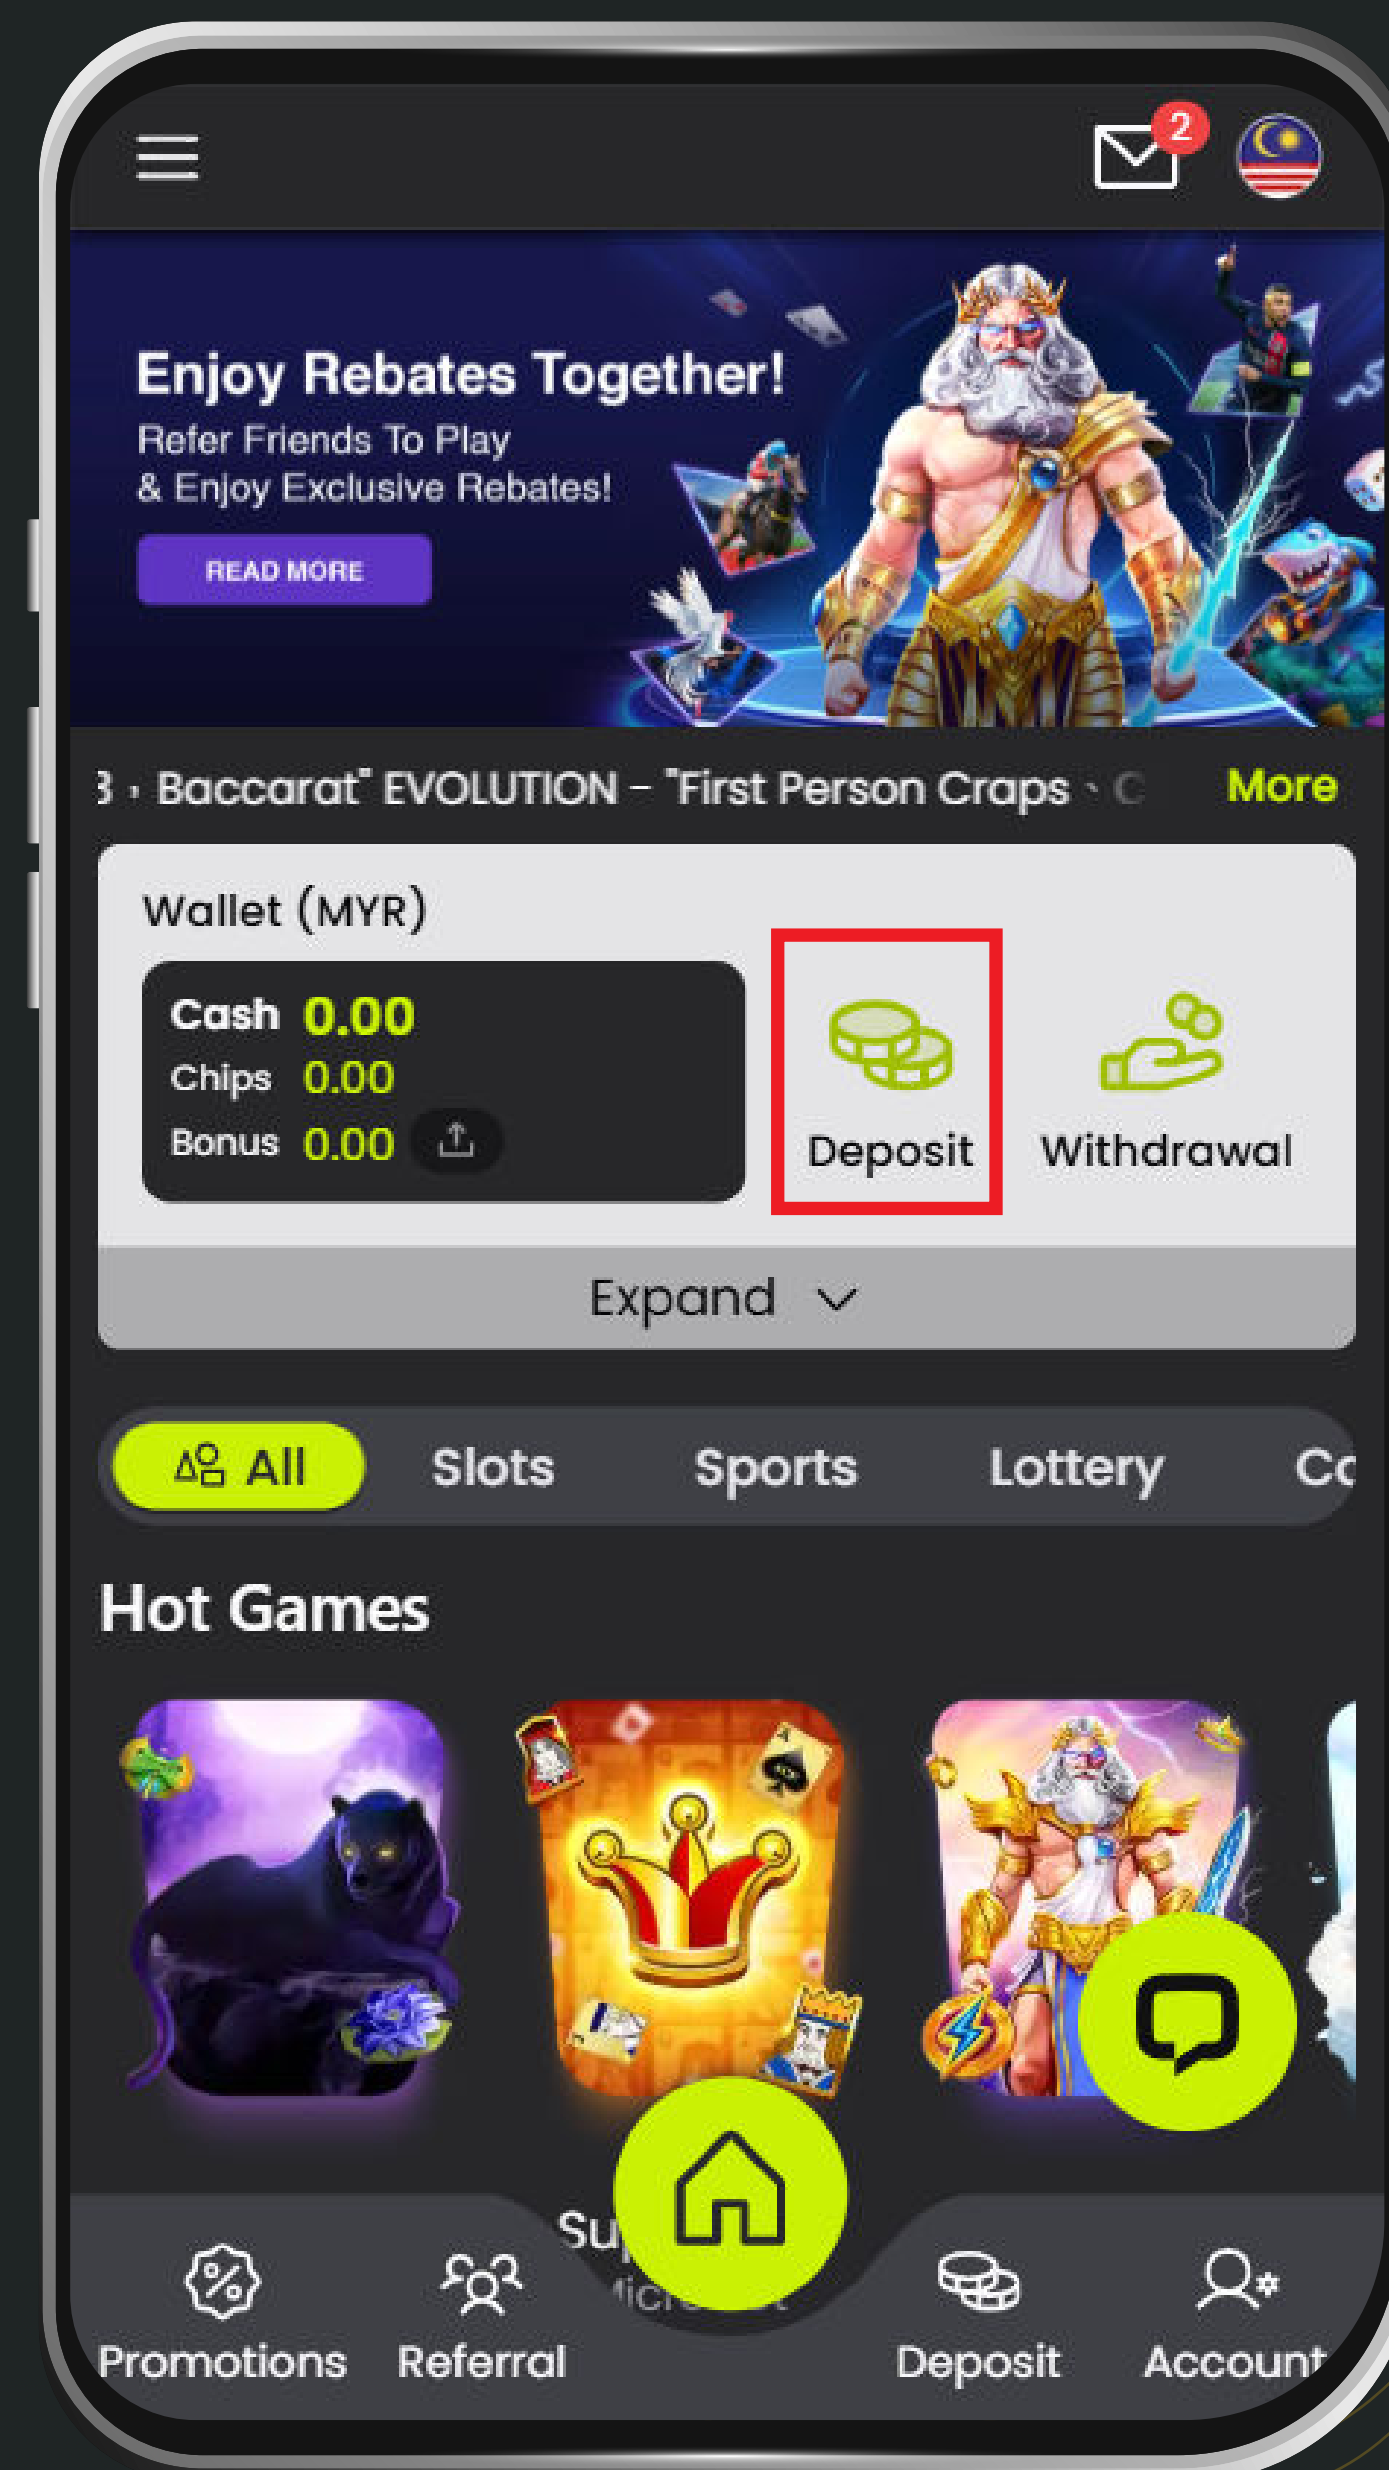 2
Enjoy Rebates Together!
Refer Friends To Play
& Enjoy Exclusive Rebates!
READ MORE
Baccarat" EVOLUTION - "First Person Craps
More
Wallet (MYR)
Cash 0.00
Chips 0.00
Bonus 0.00
Deposit
Withdrawal
Expand
All
Slots
Sports
Lottery
Hot Games
Promotions
Referral
Deposit
Account